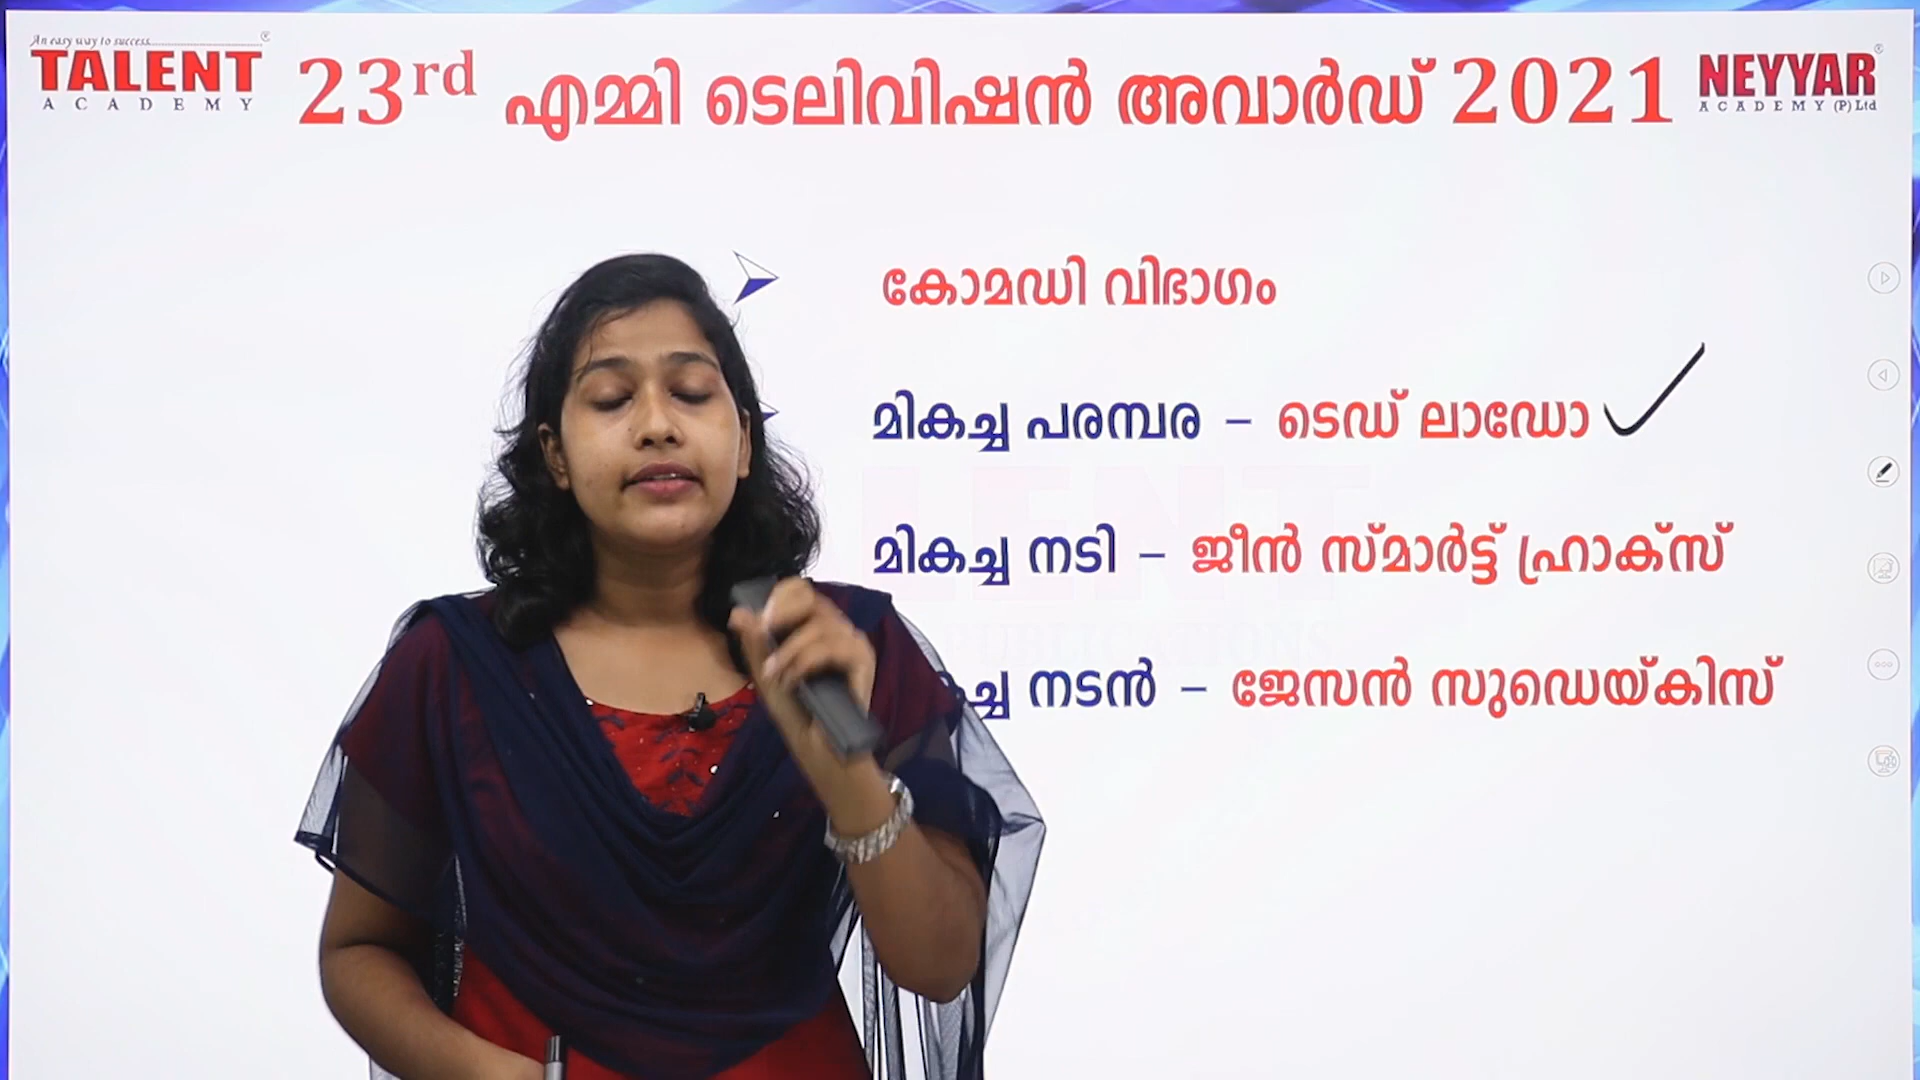 An easy way to success
TALENT
ACADEMY
23rd എമ്മി ടെലിവിഷൻ അവാർഡ് 2021
NEYYAR
ACADEMY (P) Ltd
കോമഡി വിഭാഗം
മികച്ച പരമ്പര – ടെഡ് ലാഡോ
മികച്ച നടി – ജീൻ സ്മാർട്ട് ഹ്രാക്സ്
നടൻ – ജേസൻ സുഡെയ്കിസ്
PUBLICATIONS